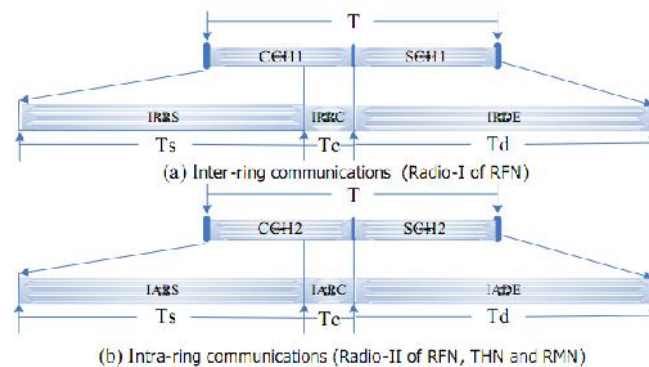 T
CCH1 SCH1
IRRS IRRC IRDE
Ts Tc Td
(a) Inter-ring communications (Radio-I of RFN)
T
CCH2 SCH2
IARS IARC IADE
Ts Tc Td
(b) Intra-ring communications (Radio-II of RFN, THN and RMN)